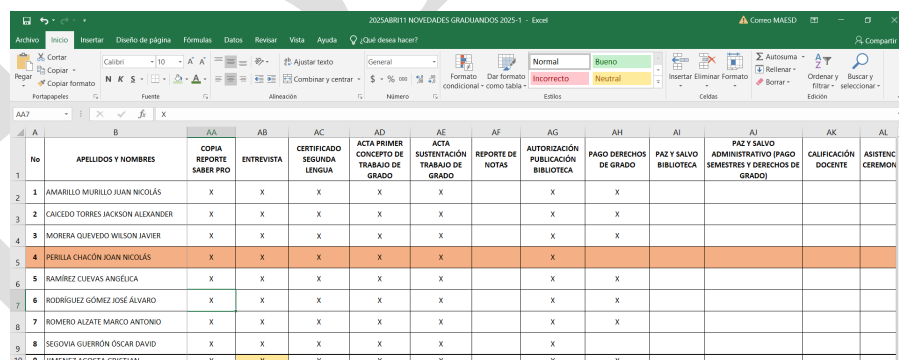 2025ABRI11 NOVEDADES GRADUANDOS 2025-1 - Excel
Correo MAESD
Archivo Inicio Insertar Diseño de página Fórmulas Datos Revisar Vista Ayuda ¿Qué desea hacer? Compartir
Pegar
Cortar
Copiar
Copiar formato
Portapapeles
Calibri 10
N K S
Fuente
Ajustar texto
Combinar y centrar
Alineación
General
$ % 000
Número
Formato condicional
Dar formato como tabla
Normal Bueno
Incorrecto Neutral
Estilos
Insertar Eliminar Formato
Celdas
Autosuma
Rellenar
Borrar
Ordenar y filtrar
Buscar y seleccionar
Edición
AA7 fx X
A B AA AB AC AD AE AF AG AH AI AJ AK AL
1 No APELLIDOS Y NOMBRES COPIA REPORTE SABER PRO ENTREVISTA CERTIFICADO SEGUNDA LENGUA ACTA PRIMER CONCEPTO DE TRABAJO DE GRADO ACTA SUSTENTACIÓN TRABAJO DE GRADO REPORTE DE NOTAS AUTORIZACIÓN PUBLICACIÓN BIBLIOTECA PAGO DERECHOS DE GRADO PAZ Y SALVO BIBLIOTECA PAZ Y SALVO ADMINISTRATIVO (PAGO SEMESTRES Y DERECHOS DE GRADO) CALIFICACIÓN DOCENTE ASISTENC CEREMON
2 1 AMARILLO MURILLO JUAN NICOLÁS X X X X X X X
3 2 CAICEDO TORRES JACKSON ALEXANDER X X X X X X X
4 3 MORERA QUEVEDO WILSON JAVIER X X X X X X X
5 4 PERILLA CHACÓN JOAN NICOLÁS X X X X X X
6 5 RAMÍREZ CUEVAS ANGÉLICA X X X X X X X
7 6 RODRÍGUEZ GÓMEZ JOSÉ ÁLVARO X X X X X X X
8 7 ROMERO ALZATE MARCO ANTONIO X X X X X X X
9 8 SEGOVIA GUERRÓN ÓSCAR DAVID X X X X X X